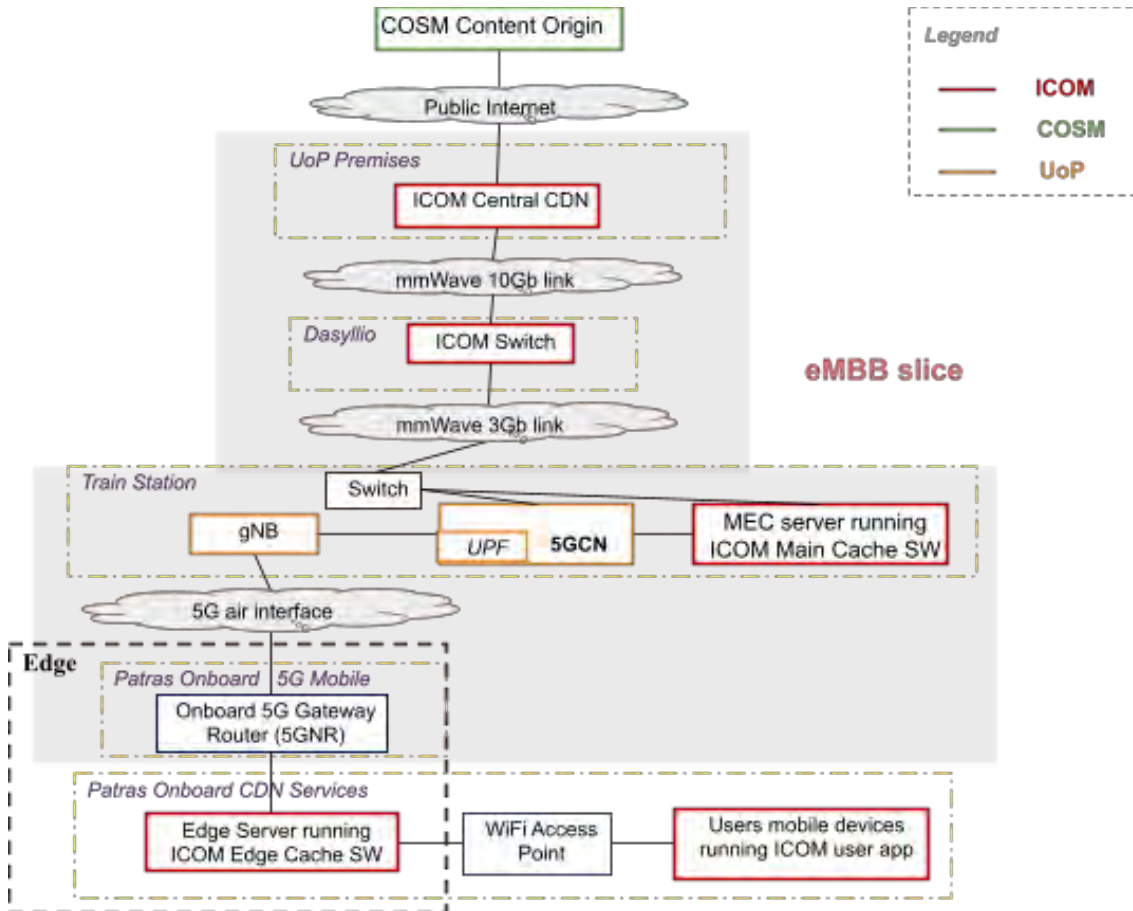 COSM Content Origin
Legend
ICOM
COSM
UoP
Public Internet
UoP Premises
ICOM Central CDN
mmWave 10Gb link
Dasyllio
ICOM Switch
eMBB slice
mmWave 3Gb link
Train Station
Switch
gNB
UPF
5GCN
MEC server running
ICOM Main Cache SW
5G air interface
Edge
Patras Onboard 5G Mobile
Onboard 5G Gateway
Router (5GNR)
Patras Onboard CDN Services
Edge Server running
ICOM Edge Cache SW
WiFi Access
Point
Users mobile devices
running ICOM user app